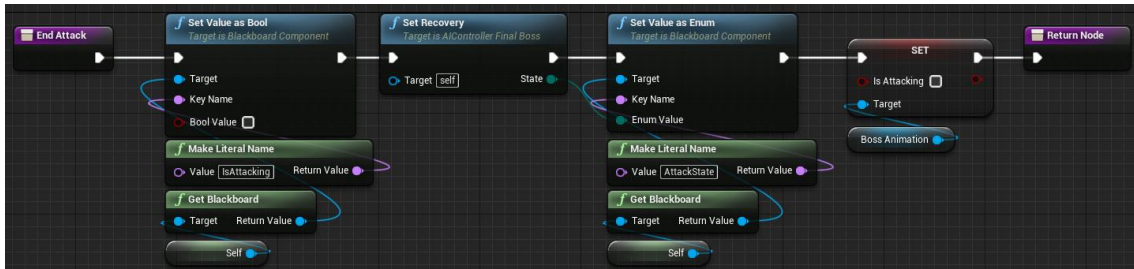 End Attack
f Set Value as Bool
Target is Blackboard Component
Target
Key Name
Bool Value
f Make Literal Name
Value IsAttacking Return Value
f Get Blackboard
Target Return Value
Self
f Set Recovery
Target is AIController Final Boss
Target self State
f Set Value as Enum
Target is Blackboard Component
Target
Key Name
Enum Value
f Make Literal Name
Value AttackState Return Value
f Get Blackboard
Target Return Value
Self
SET
Is Attacking
Target
Boss Animation
Return Node